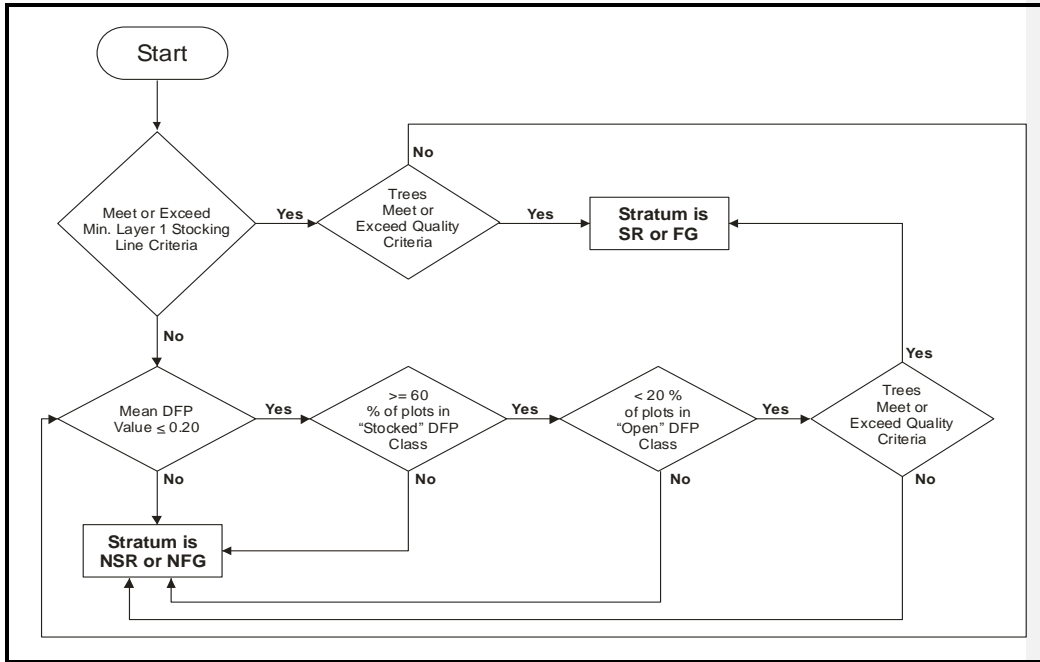 Start
Meet or Exceed
Min. Layer 1 Stocking
Line Criteria
Yes
No
Trees
Meet or
Exceed Quality
Criteria
No
Yes
Stratum is
SR or FG
Mean DFP
Value ≤ 0.20
Yes
No
>= 60
% of plots in
“Stocked” DFP
Class
Yes
No
< 20 %
of plots in
“Open” DFP
Class
Yes
No
Trees
Meet or
Exceed Quality
Criteria
Yes
No
Stratum is
NSR or NFG